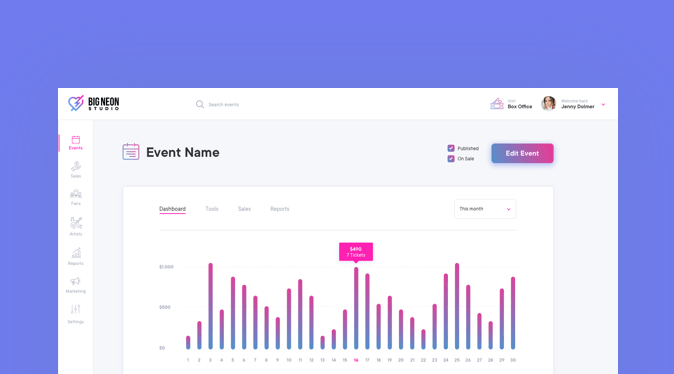 BIG NEON
STUDIO
Search events
Visit
Box Office
Welcome back
Jenny Dolmer
Events
Event Name
Published
On Sale
Edit Event
Sales
Fans
Artists
Reports
Marketing
Settings
Dashboard Tools Sales Reports
This month
$490
7 Tickets
$1,000
$500
$0
1 2 3 4 5 6 7 8 9 10 11 12 13 14 15 16 17 18 19 20 21 22 23 24 25 26 27 28 29 30